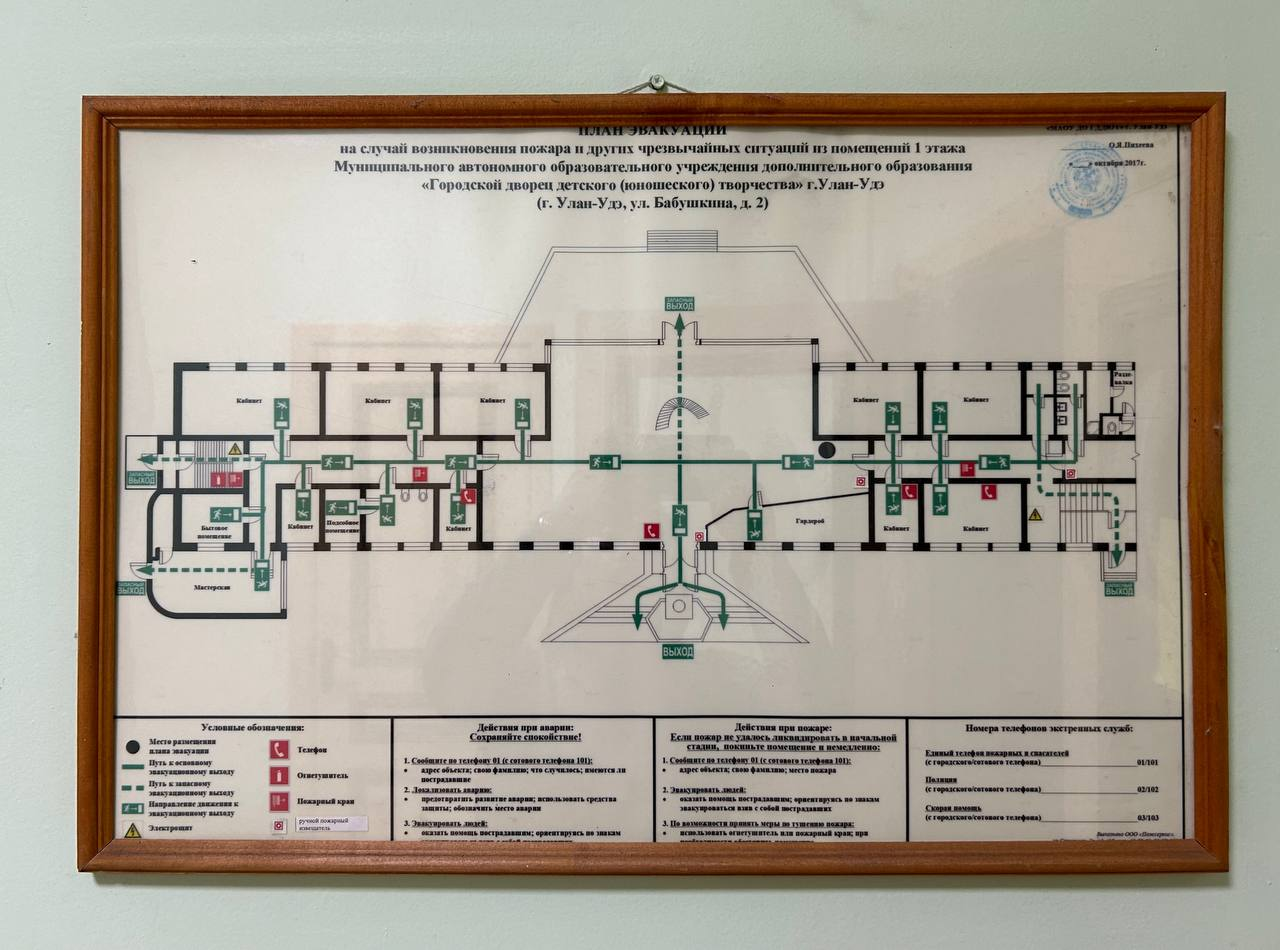 ПЛАН ЭВАКУАЦИИ
на случай возникновения пожара и других чрезвычайных ситуаций из помещений 1 этажа
Муниципального автономного образовательного учреждения дополнительного образования
«Городской дворец детского (юношеского) творчества» г.Улан-Удэ
(г. Улан-Удэ, ул. Бабушкина, д. 2)
октября 2017г.
ЗАПАСНЫЙ
ВЫХОД
Кабинет
Кабинет
Кабинет
Кабинет
Кабинет
Разде-
валка
ЗАПАСНЫЙ
ВЫХОД
Бытовое
помещение
Кабинет
Подсобное
помещение
Кабинет
Гардероб
Кабинет
Кабинет
Мастерская
ЗАПАСНЫЙ
ВЫХОД
ЗАПАСНЫЙ
ВЫХОД
ВЫХОД
Условные обозначения:
Место размещения
плана эвакуации
Путь к основному
эвакуационному выходу
Путь к запасному
эвакуационному выходу
Направление движения к
эвакуационному выходу
Электрощит
Телефон
Огнетушитель
Пожарный кран
ручной пожарный
извещатель
Действия при аварии:
Сохраняйте спокойствие!
1. Сообщите по телефону 01 (с сотового телефона 101):
• адрес объекта; свою фамилию; что случилось; имеются ли
пострадавшие
2. Локализовать аварию:
• предотвратить развитие аварии; использовать средства
защиты; обозначить место аварии
3. Эвакуировать людей:
• оказать помощь пострадавшим; ориентируясь по знакам
Действия при пожаре:
Если пожар не удалось ликвидировать в начальной
стадии, покиньте помещение и немедленно:
1. Сообщите по телефону 01 (с сотового телефона 101):
• адрес объекта; свою фамилию; место пожара
2. Эвакуировать людей:
• оказать помощь пострадавшим; ориентируясь по знакам
эвакуироваться взяв с собой пострадавших
3. По возможности принять меры по тушению пожара:
• использовать огнетушитель или пожарный кран; при
Номера телефонов экстренных служб:
Единый телефон пожарных и спасателей
(с городского/сотового телефона) 01/101
Полиция
(с городского/сотового телефона) 02/102
Скорая помощь
(с городского/сотового телефона) 03/103